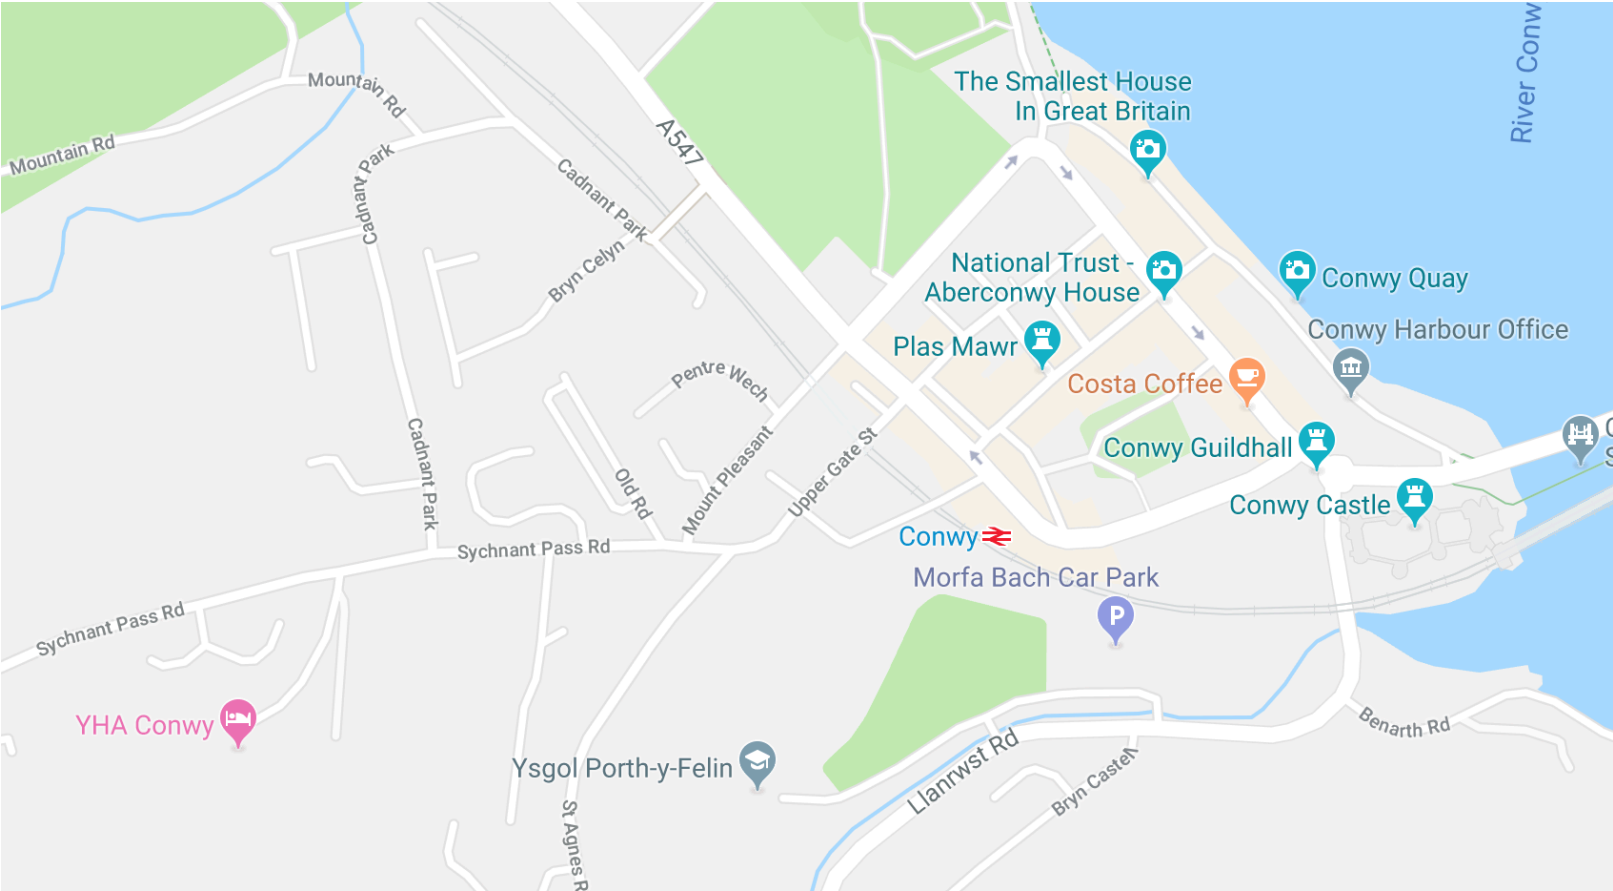 River Conw
The Smallest House
In Great Britain
Mountain Rd
Mountain Rd
A547
Cadnant Park
Cadnant Park
Cadnant Park
Bryn Celyn
National Trust -
Aberconwy House
Conwy Quay
Conwy Harbour Office
Plas Mawr
Costa Coffee
Pentre Wech
Conwy Guildhall
Conwy Castle
Old Rd
Mount Pleasant
Upper Gate St
Conwy
Sychnant Pass Rd
Morfa Bach Car Park
P
Sychnant Pass Rd
YHA Conwy
Ysgol Porth-y-Felin
Llanrwst Rd
Benarth Rd
Bryn Castell
St Agnes R
C
S